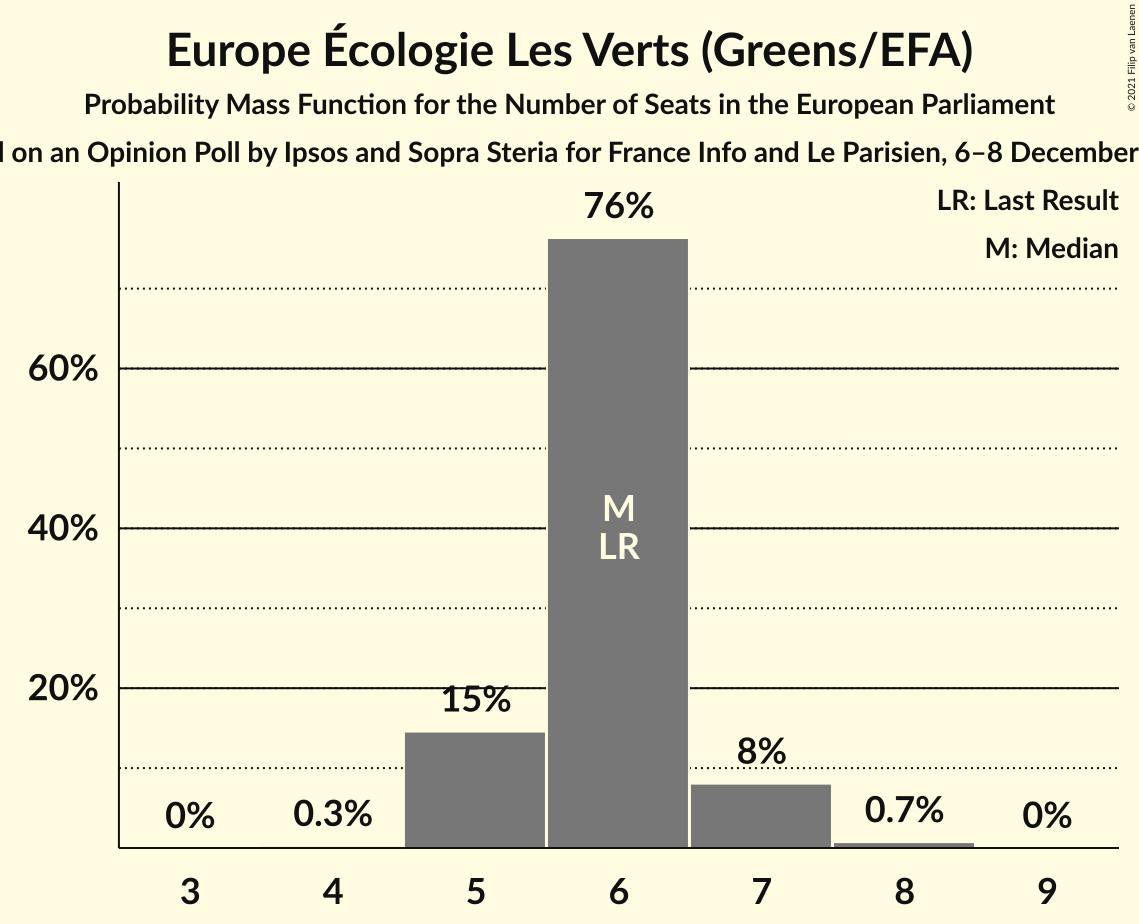 Europe Écologie Les Verts (Greens/EFA)
Probability Mass Function for the Number of Seats in the European Parliament
on an Opinion Poll by Ipsos and Sopra Steria for France Info and Le Parisien, 6–8 December
© 2021 Filip van Laenen
LR: Last Result
M: Median
76%
60%
M
40%
LR
20%
15%
8%
0%
0.3%
0.7%
0%
3 4 5 6 7 8 9